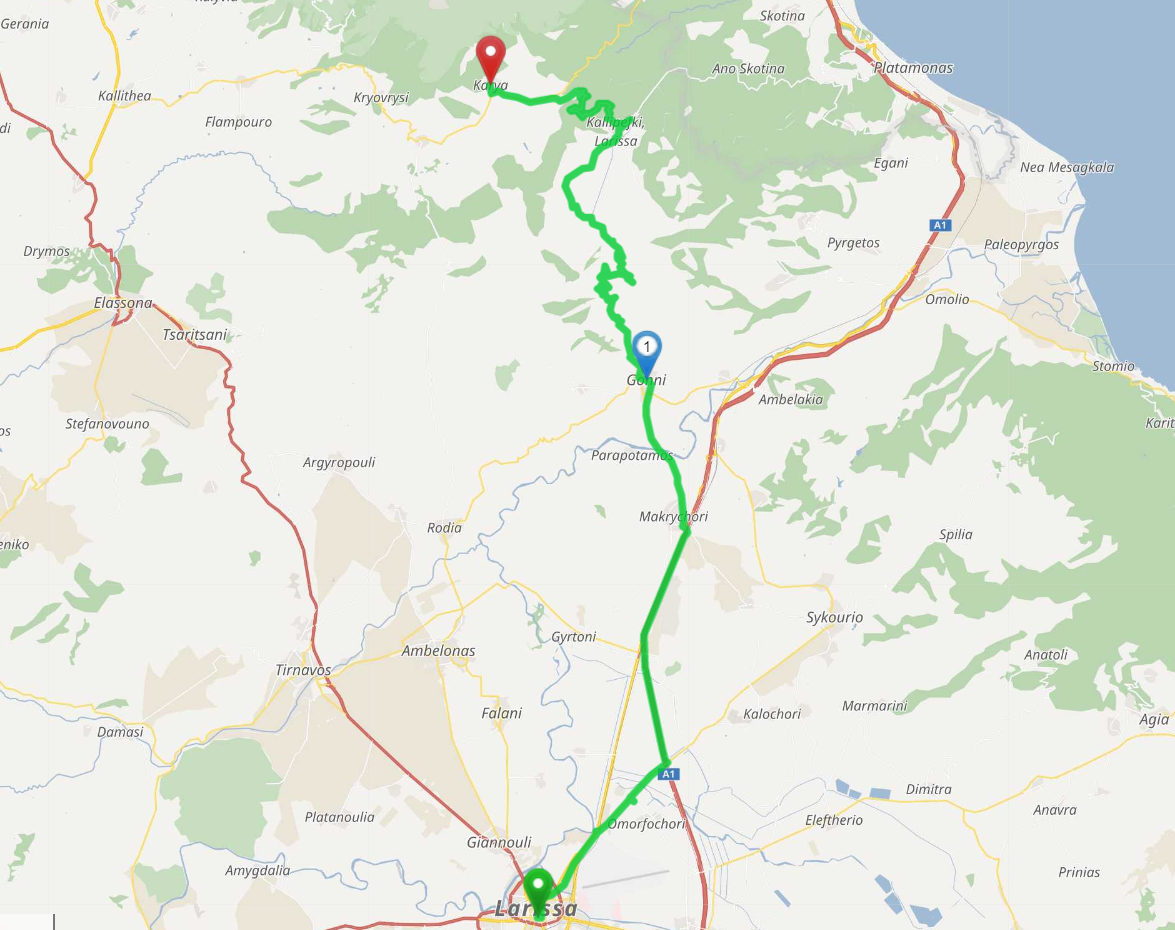 Gerania
Skotina
Platamonas
Ano Skotina
Karya
Kallithea
Kryovrysi
Flampouro
Kallipefki,
Larissa
Egani
Nea Mesagkala
A1
Drymos
Pyrgetos
Paleopyrgos
Elassona
Omolio
Tsaritsani
1
Stomio
Gonni
Ambelakia
Stefanovouno
Karit
Argyropouli
Parapotamos
Makrychori
Rodia
Spilia
eniko
Sykourio
Gyrtoni
Ambelonas
Anatoli
Tirnavos
Falani
Kalochori
Marmarini
Agia
Damasi
A1
Dimitra
Anavra
Platanoulia
Omorfochori
Eleftherio
Giannouli
Amygdalia
Prinias
Larissa